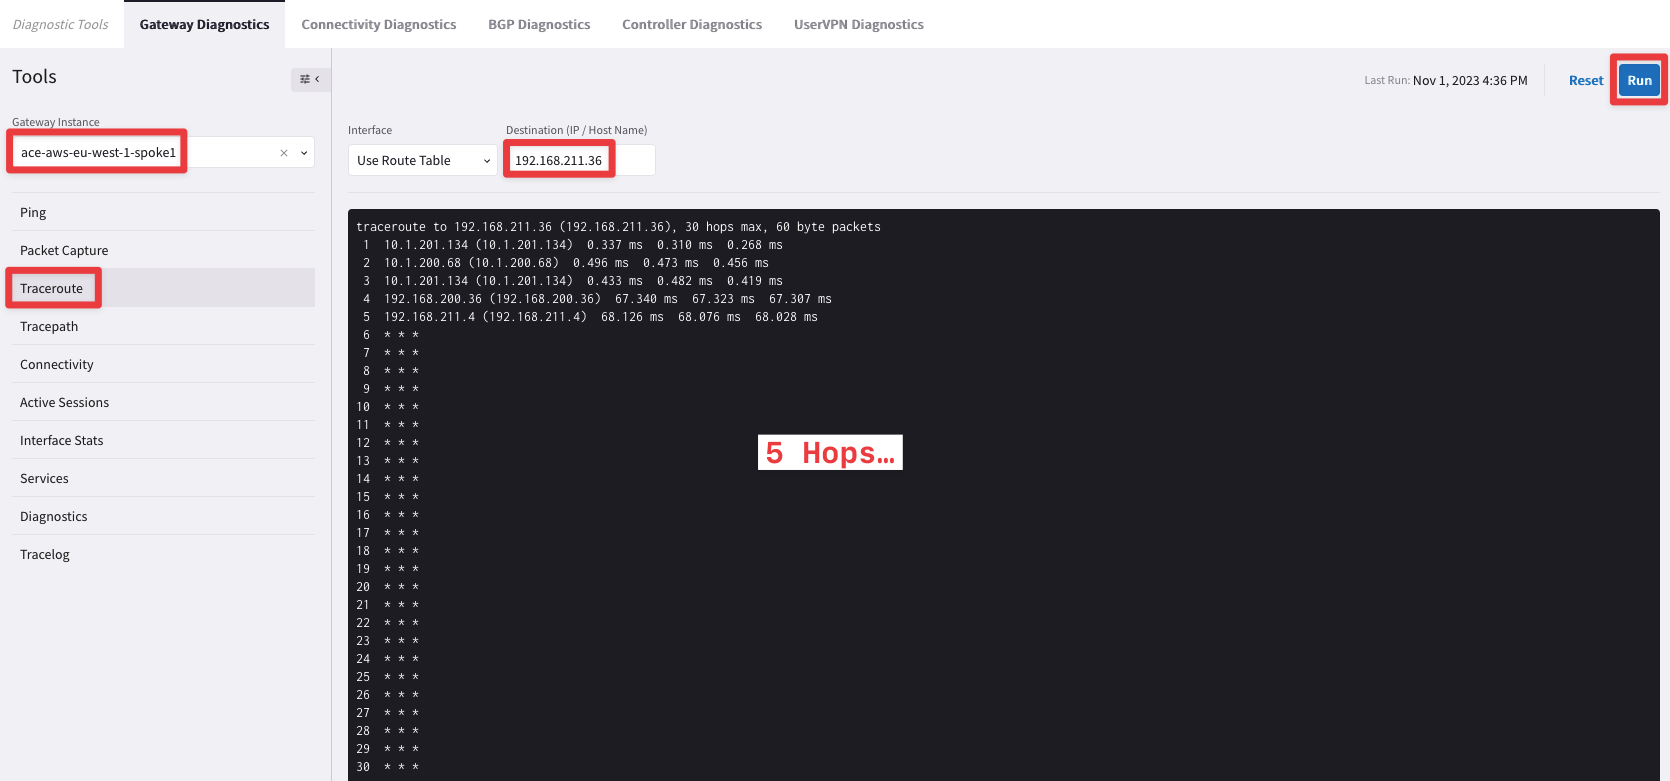 Diagnostic Tools Gateway Diagnostics Connectivity Diagnostics BGP Diagnostics Controller Diagnostics UserVPN Diagnostics
Tools
Gateway Instance
ace-aws-eu-west-1-spoke1
Ping
Packet Capture
Traceroute
Tracepath
Connectivity
Active Sessions
Interface Stats
Services
Diagnostics
Tracelog
Last Run: Nov 1, 2023 4:36 PM Reset Run
Interface Destination (IP / Host Name)
Use Route Table 192.168.211.36
traceroute to 192.168.211.36 (192.168.211.36), 30 hops max, 60 byte packets
1 10.1.201.134 (10.1.201.134) 0.337 ms 0.310 ms 0.268 ms
2 10.1.200.68 (10.1.200.68) 0.496 ms 0.473 ms 0.456 ms
3 10.1.201.134 (10.1.201.134) 0.433 ms 0.482 ms 0.419 ms
4 192.168.200.36 (192.168.200.36) 67.340 ms 67.323 ms 67.307 ms
5 192.168.211.4 (192.168.211.4) 68.126 ms 68.076 ms 68.028 ms
6 * * *
7 * * *
8 * * *
9 * * *
10 * * *
11 * * *
12 * * *
13 * * *
14 * * *
15 * * *
16 * * *
17 * * *
18 * * *
19 * * *
20 * * *
21 * * *
22 * * *
23 * * *
24 * * *
25 * * *
26 * * *
27 * * *
28 * * *
29 * * *
30 * * *
5 Hops…